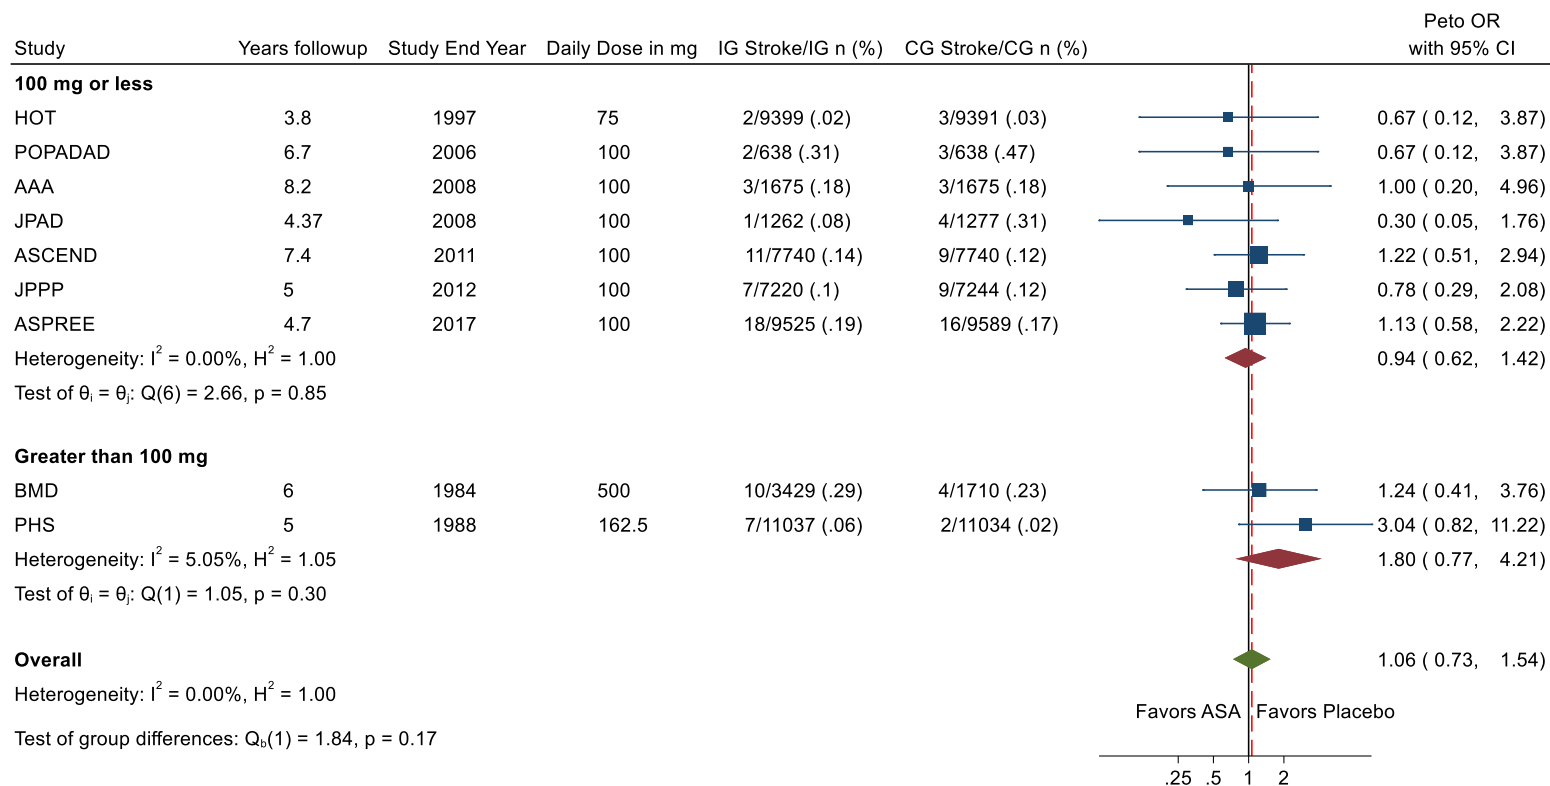 Peto OR
Study Years followup Study End Year Daily Dose in mg IG Stroke/IG n (%) CG Stroke/CG n (%) with 95% CI
100 mg or less
HOT 3.8 1997 75 2/9399 (.02) 3/9391 (.03) 0.67 ( 0.12, 3.87)
POPADAD 6.7 2006 100 2/638 (.31) 3/638 (.47) 0.67 ( 0.12, 3.87)
AAA 8.2 2008 100 3/1675 (.18) 3/1675 (.18) 1.00 ( 0.20, 4.96)
JPAD 4.37 2008 100 1/1262 (.08) 4/1277 (.31) 0.30 ( 0.05, 1.76)
ASCEND 7.4 2011 100 11/7740 (.14) 9/7740 (.12) 1.22 ( 0.51, 2.94)
JPPP 5 2012 100 7/7220 (.1) 9/7244 (.12) 0.78 ( 0.29, 2.08)
ASPREE 4.7 2017 100 18/9525 (.19) 16/9589 (.17) 1.13 ( 0.58, 2.22)
Heterogeneity: I² = 0.00%, H² = 1.00 0.94 ( 0.62, 1.42)
Test of θᵢ = θⱼ: Q(6) = 2.66, p = 0.85
Greater than 100 mg
BMD 6 1984 500 10/3429 (.29) 4/1710 (.23) 1.24 ( 0.41, 3.76)
PHS 5 1988 162.5 7/11037 (.06) 2/11034 (.02) 3.04 ( 0.82, 11.22)
Heterogeneity: I² = 5.05%, H² = 1.05 1.80 ( 0.77, 4.21)
Test of θᵢ = θⱼ: Q(1) = 1.05, p = 0.30
Overall 1.06 ( 0.73, 1.54)
Heterogeneity: I² = 0.00%, H² = 1.00
Favors ASA Favors Placebo
Test of group differences: Q_b(1) = 1.84, p = 0.17
.25 .5 1 2